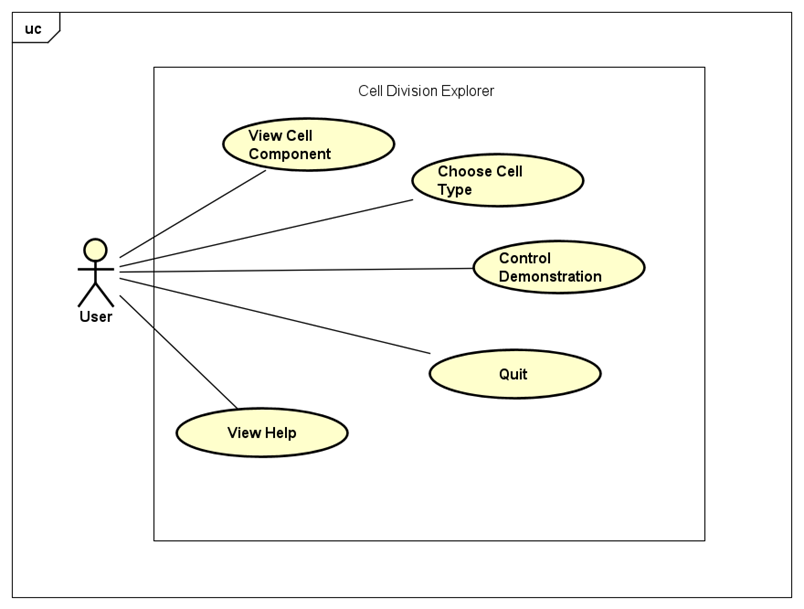 uc
Cell Division Explorer
View Cell
Component
Choose Cell
Type
Control
Demonstration
User
Quit
View Help